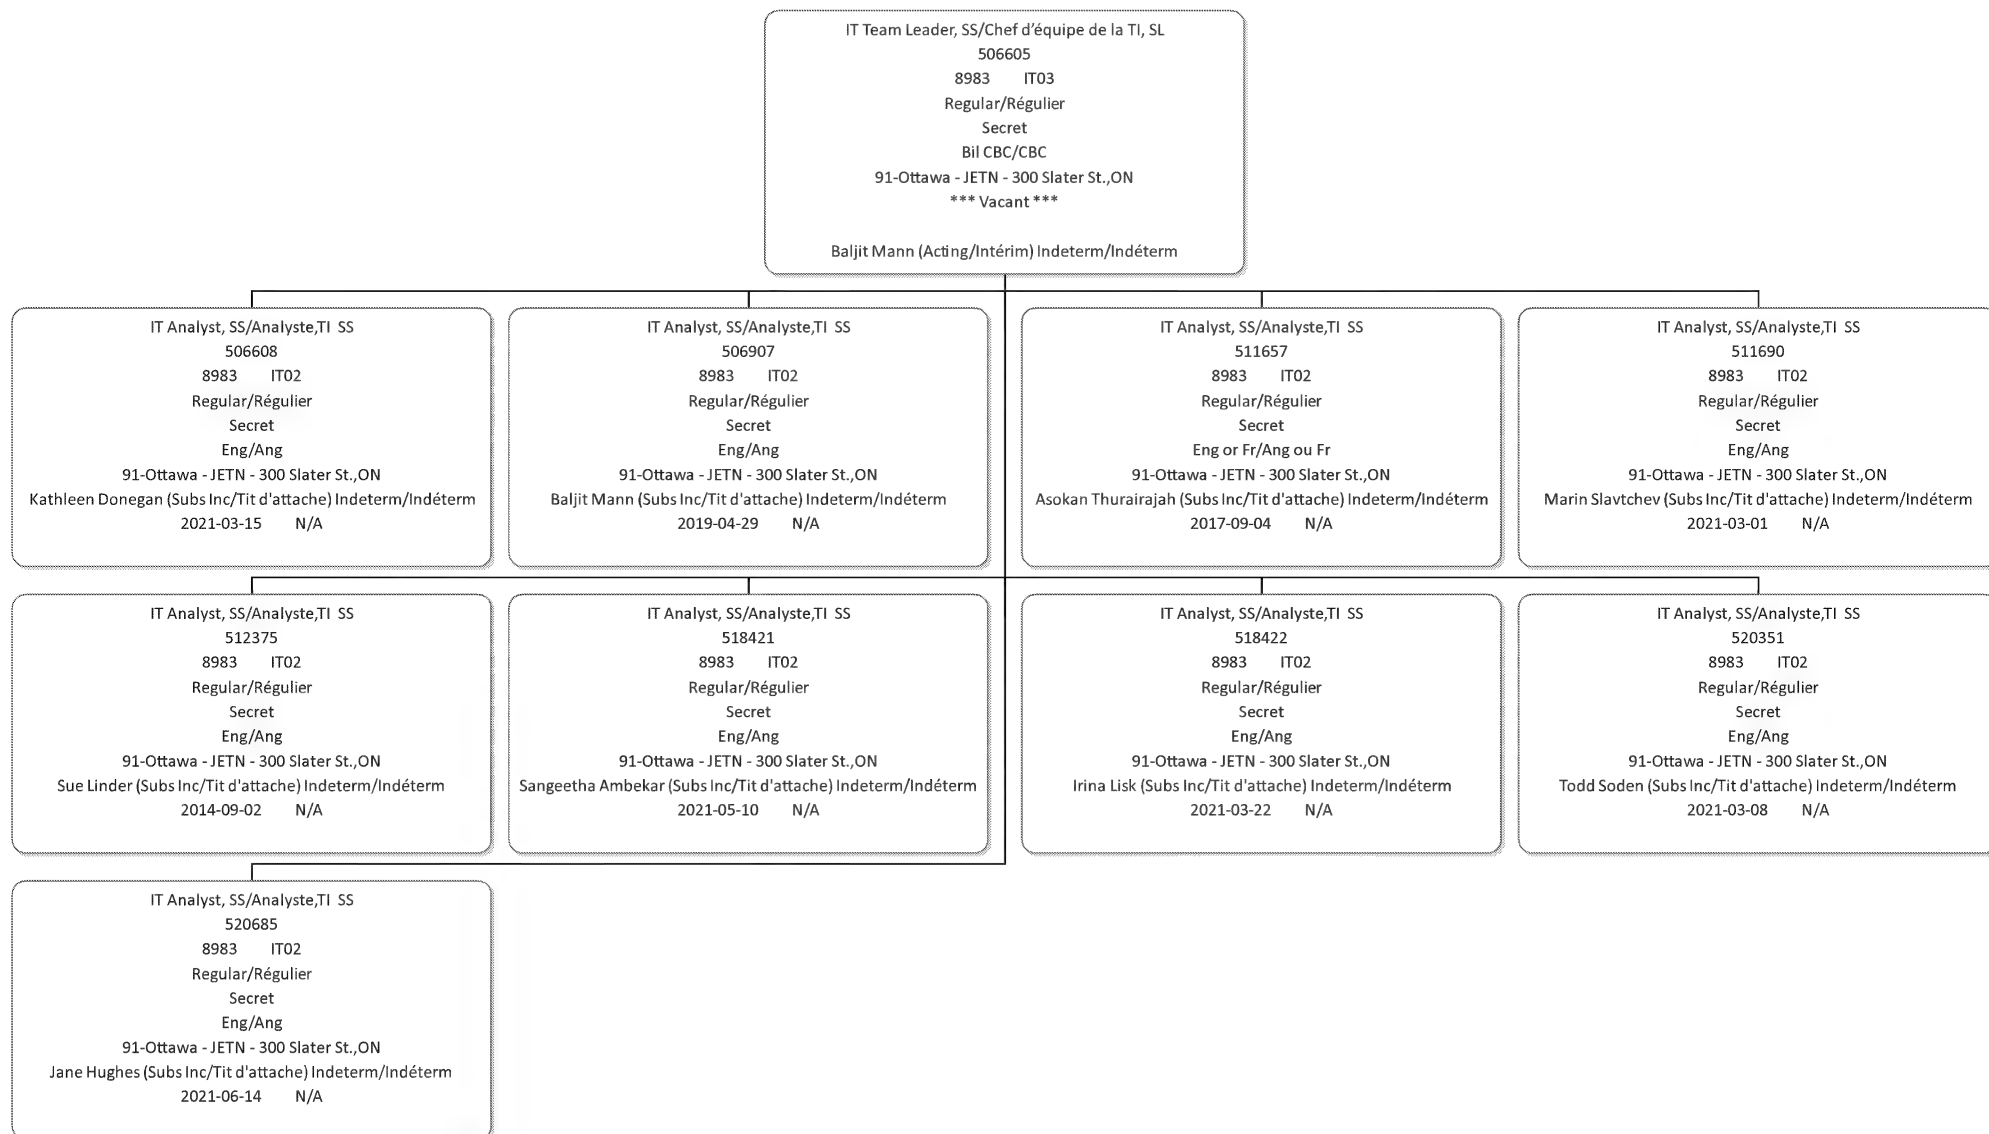 IT Team Leader, SS/Chef d’équipe de la TI, SL
506605
8983 IT03
Regular/Régulier
Secret
Bil CBC/CBC
91-Ottawa - JETN - 300 Slater St.,ON
*** Vacant ***
Baljit Mann (Acting/Intérim) Indeterm/Indéterm
IT Analyst, SS/Analyste,TI SS
506608
8983 IT02
Regular/Régulier
Secret
Eng/Ang
91-Ottawa - JETN - 300 Slater St.,ON
Kathleen Donegan (Subs Inc/Tit d'attache) Indeterm/Indéterm
2021-03-15 N/A
IT Analyst, SS/Analyste,TI SS
506907
8983 IT02
Regular/Régulier
Secret
Eng/Ang
91-Ottawa - JETN - 300 Slater St.,ON
Baljit Mann (Subs Inc/Tit d'attache) Indeterm/Indéterm
2019-04-29 N/A
IT Analyst, SS/Analyste,TI SS
511657
8983 IT02
Regular/Régulier
Secret
Eng or Fr/Ang ou Fr
91-Ottawa - JETN - 300 Slater St.,ON
Asokan Thurairajah (Subs Inc/Tit d'attache) Indeterm/Indéterm
2017-09-04 N/A
IT Analyst, SS/Analyste,TI SS
511690
8983 IT02
Regular/Régulier
Secret
Eng/Ang
91-Ottawa - JETN - 300 Slater St.,ON
Marin Slavtchev (Subs Inc/Tit d'attache) Indeterm/Indéterm
2021-03-01 N/A
IT Analyst, SS/Analyste,TI SS
512375
8983 IT02
Regular/Régulier
Secret
Eng/Ang
91-Ottawa - JETN - 300 Slater St.,ON
Sue Linder (Subs Inc/Tit d'attache) Indeterm/Indéterm
2014-09-02 N/A
IT Analyst, SS/Analyste,TI SS
518421
8983 IT02
Regular/Régulier
Secret
Eng/Ang
91-Ottawa - JETN - 300 Slater St.,ON
Sangeetha Ambekar (Subs Inc/Tit d'attache) Indeterm/Indéterm
2021-05-10 N/A
IT Analyst, SS/Analyste,TI SS
518422
8983 IT02
Regular/Régulier
Secret
Eng/Ang
91-Ottawa - JETN - 300 Slater St.,ON
Irina Lisk (Subs Inc/Tit d'attache) Indeterm/Indéterm
2021-03-22 N/A
IT Analyst, SS/Analyste,TI SS
520351
8983 IT02
Regular/Régulier
Secret
Eng/Ang
91-Ottawa - JETN - 300 Slater St.,ON
Todd Soden (Subs Inc/Tit d'attache) Indeterm/Indéterm
2021-03-08 N/A
IT Analyst, SS/Analyste,TI SS
520685
8983 IT02
Regular/Régulier
Secret
Eng/Ang
91-Ottawa - JETN - 300 Slater St.,ON
Jane Hughes (Subs Inc/Tit d'attache) Indeterm/Indéterm
2021-06-14 N/A